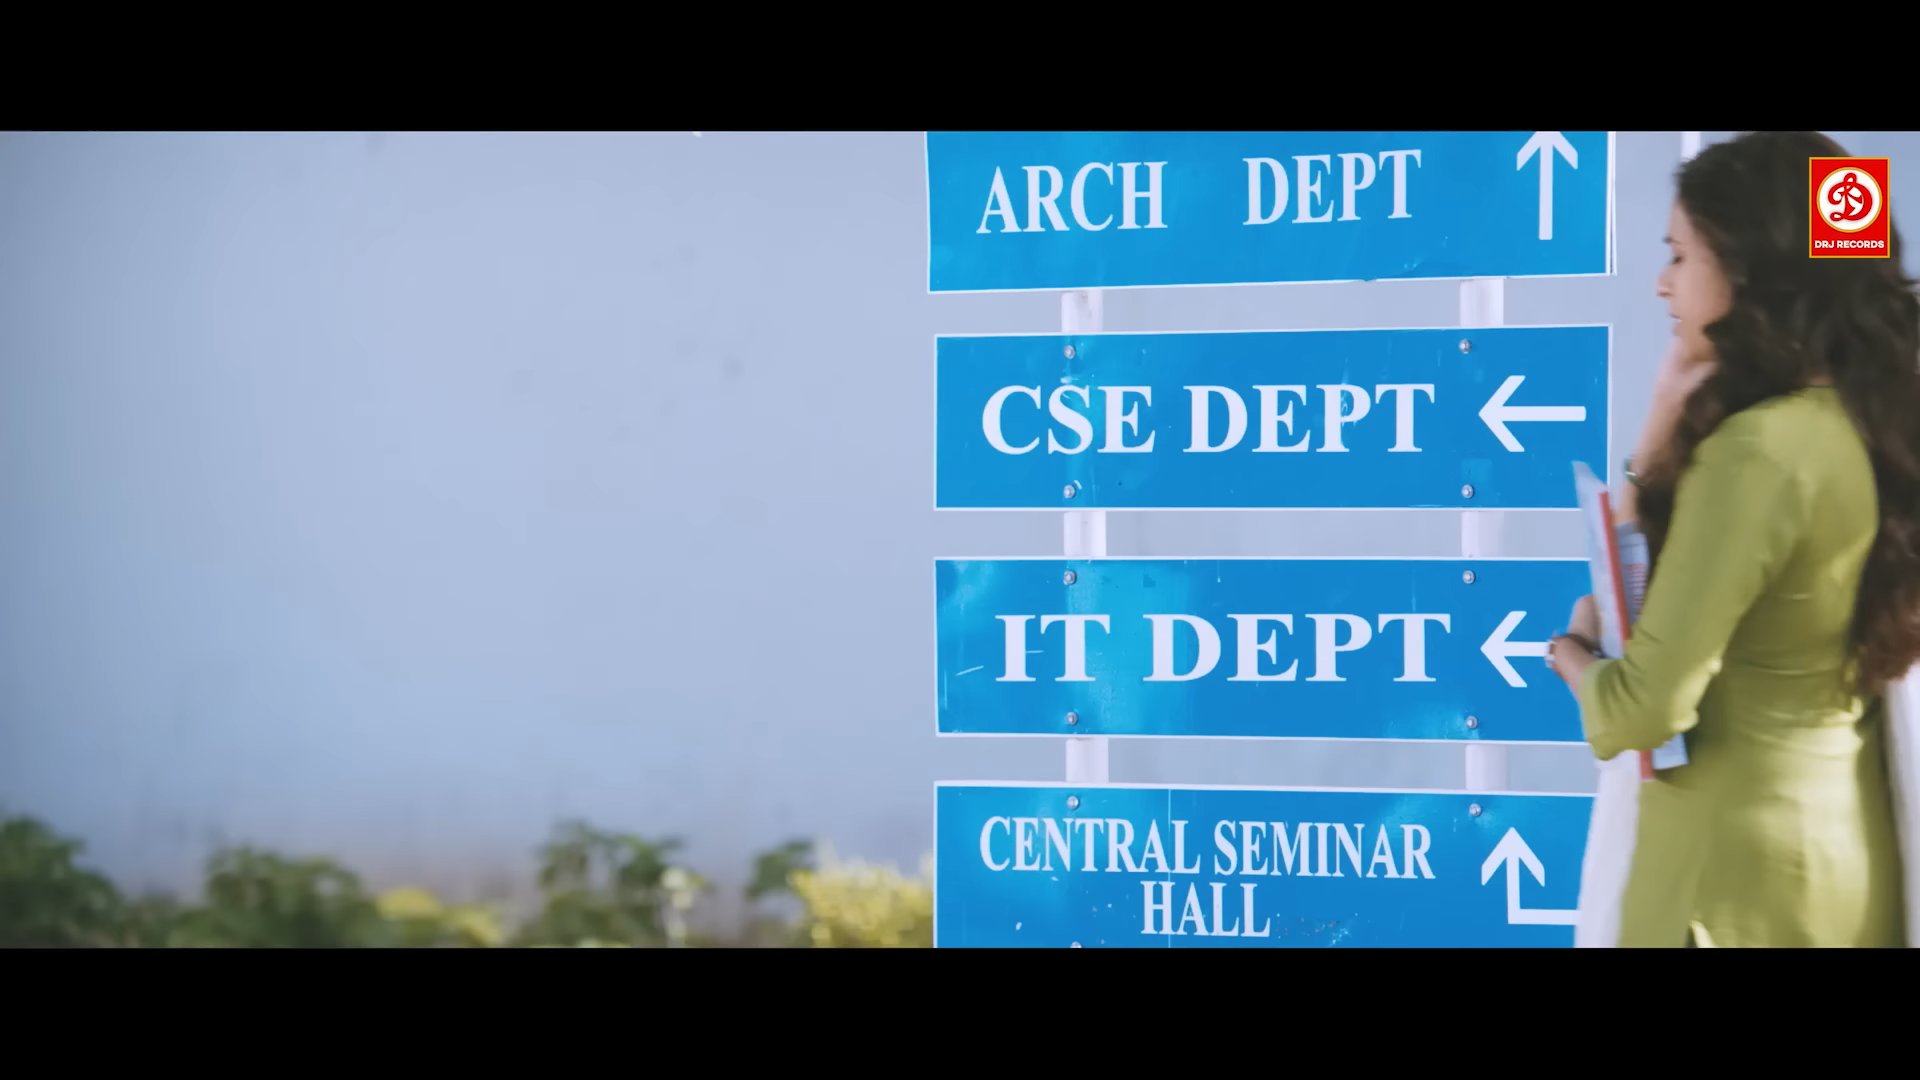 ARCH DEPT
CSE DEPT
IT DEPT
CENTRAL SEMINAR
HALL
DRJ RECORDS